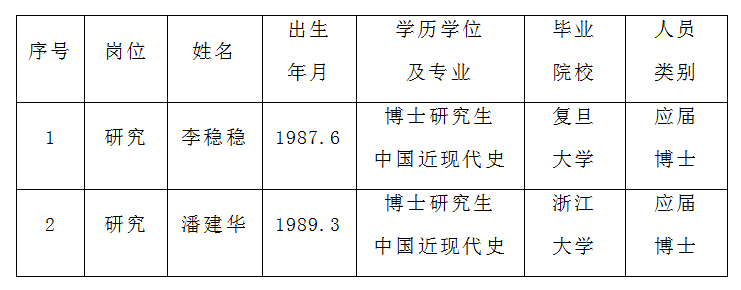 序号 岗位 姓名 出生年月 学历学位及专业 毕业院校 人员类别
1 研究 李稳稳 1987.6 博士研究生中国近现代史 复旦大学 应届博士
2 研究 潘建华 1989.3 博士研究生中国近现代史 浙江大学 应届博士